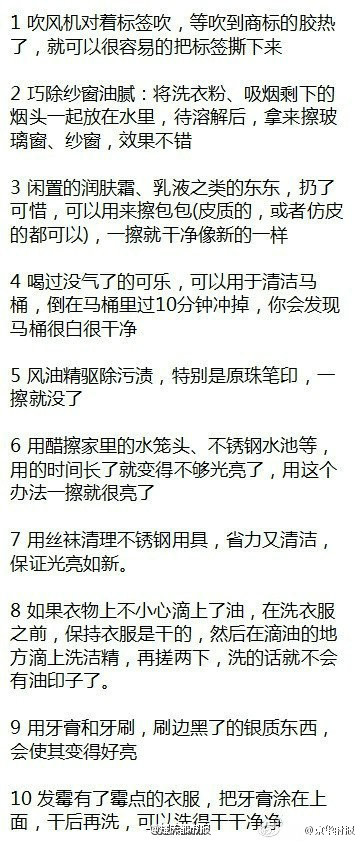 1 吹风机对着标签吹，等吹到商标的胶热
了，就可以很容易的把标签撕下来
2 巧除纱窗油腻：将洗衣粉、吸烟剩下的
烟头一起放在水里，待溶解后，拿来擦玻
璃窗、纱窗，效果不错
3 闲置的润肤霜、乳液之类的东东，扔了
可惜，可以用来擦包包(皮质的，或者仿皮
的都可以)，一擦就干净像新的一样
4 喝过没气了的可乐，可以用于清洁马
桶，倒在马桶里过10分钟冲掉，你会发现
马桶很白很干净
5 风油精驱除污渍，特别是原珠笔印，一
擦就没了
6 用醋擦家里的水笼头、不锈钢水池等，
用的时间长了就变得不够光亮了，用这个
办法一擦就很亮了
7 用丝袜清理不锈钢用具，省力又清洁，
保证光亮如新。
8 如果衣物上不小心滴上了油，在洗衣服
之前，保持衣服是干的，然后在滴油的地
方滴上洗洁精，再搓两下，洗的话就不会
有油印子了。
9 用牙膏和牙刷，刷边黑了的银质东西，
会使其变得好亮
10 发霉有了霉点的衣服，把牙膏涂在上
面，干后再洗，可以洗得干干净净